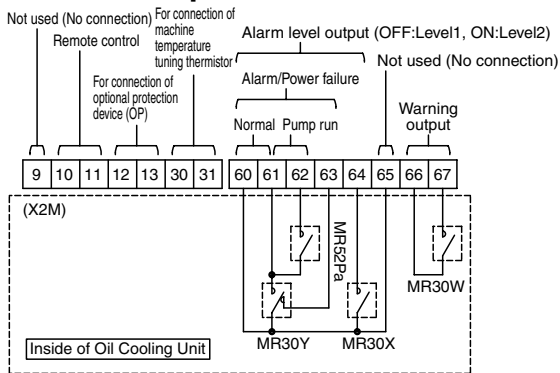 Not used (No connection)
Remote control
For connection of
machine
temperature
tuning thermistor
For connection of
optional protection
device (OP)
Alarm level output (OFF:Level1, ON:Level2)
Not used (No connection)
Alarm/Power failure
Normal Pump run
Warning
output
9 10 11 12 13 30 31 60 61 62 63 64 65 66 67
(X2M)
MR52Pa
MR30W
MR30Y
MR30X
Inside of Oil Cooling Unit